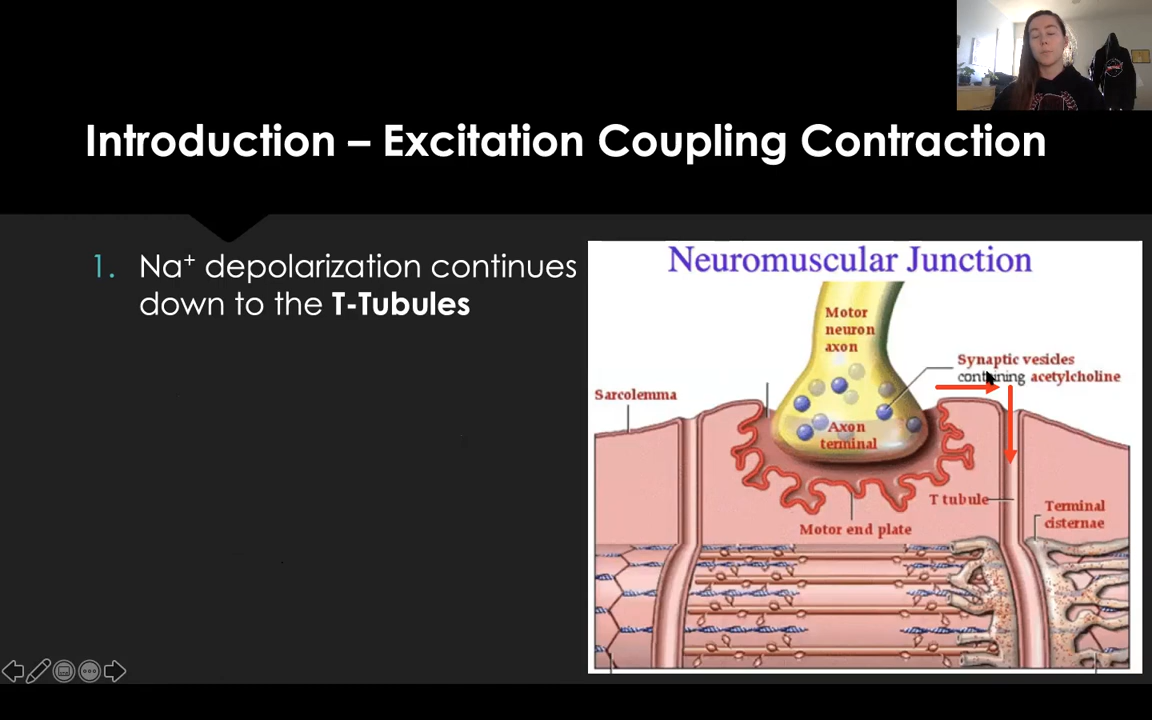 Introduction – Excitation Coupling Contraction
1. Na⁺ depolarization continues
down to the T-Tubules
Neuromuscular Junction
Motor
neuron
axon
Synaptic vesicles
containing acetylcholine
Sarcolemma
Axon
terminal
T tubule
Terminal
cisternae
Motor end plate